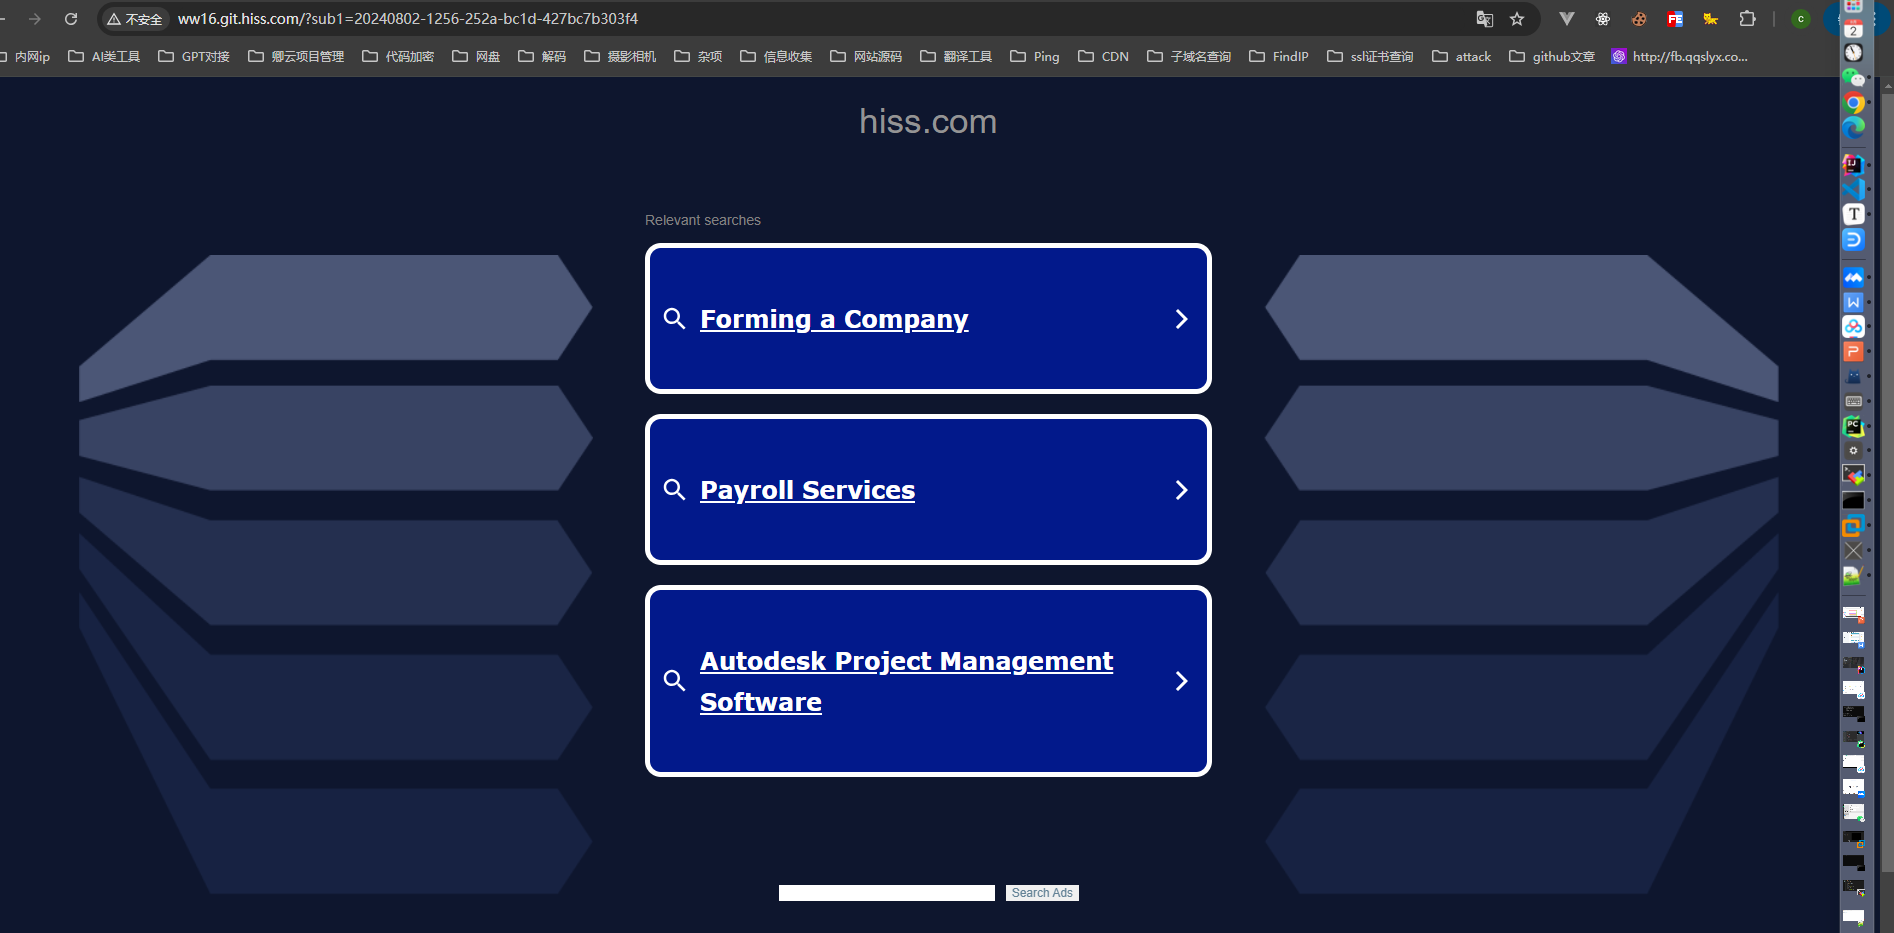 不安全 ww16.git.hiss.com/?sub1=20240802-1256-252a-bc1d-427bc7b303f4
内网ip AI类工具 GPT对接 卿云项目管理 代码加密 网盘 解码 摄影相机 杂项 信息收集 网站源码 翻译工具 Ping CDN 子域名查询 FindIP ssl证书查询 attack github文章 http://fb.qqslyx.co...
hiss.com
Relevant searches
Forming a Company
Payroll Services
Autodesk Project Management
Software
Search Ads